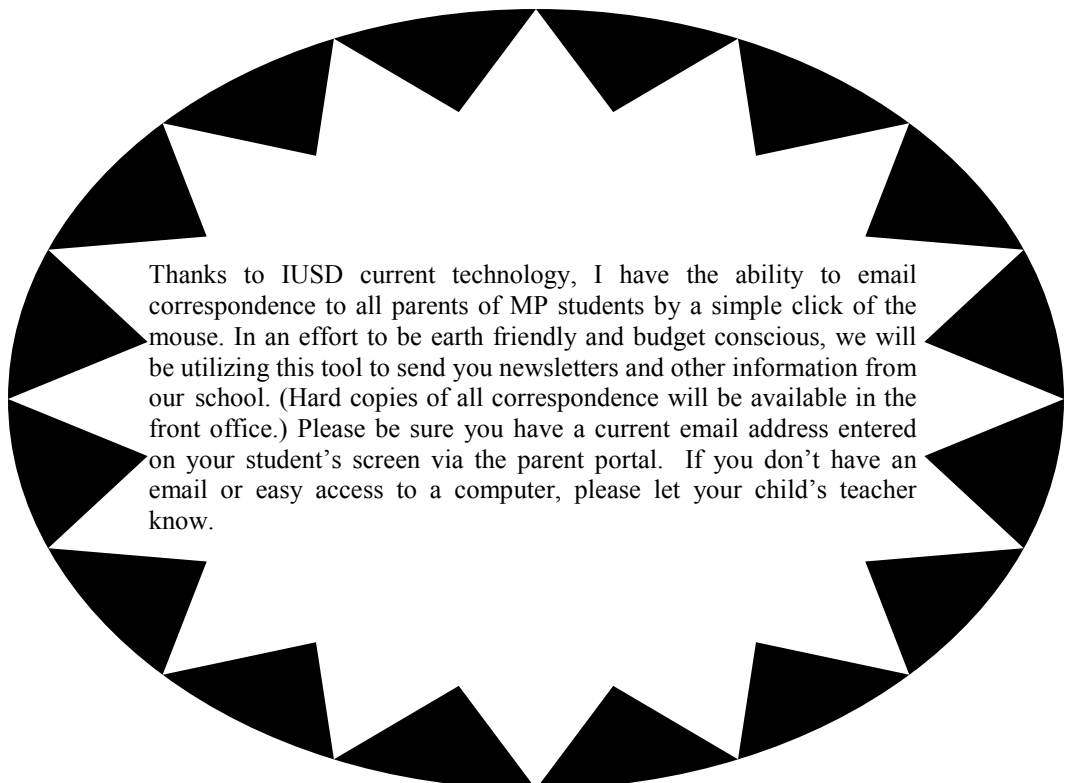 Thanks to IUSD current technology, I have the ability to email
correspondence to all parents of MP students by a simple click of the
mouse. In an effort to be earth friendly and budget conscious, we will
be utilizing this tool to send you newsletters and other information from
our school. (Hard copies of all correspondence will be available in the
front office.) Please be sure you have a current email address entered
on your student’s screen via the parent portal.  If you don’t have an
email or easy access to a computer, please let your child’s teacher
know.